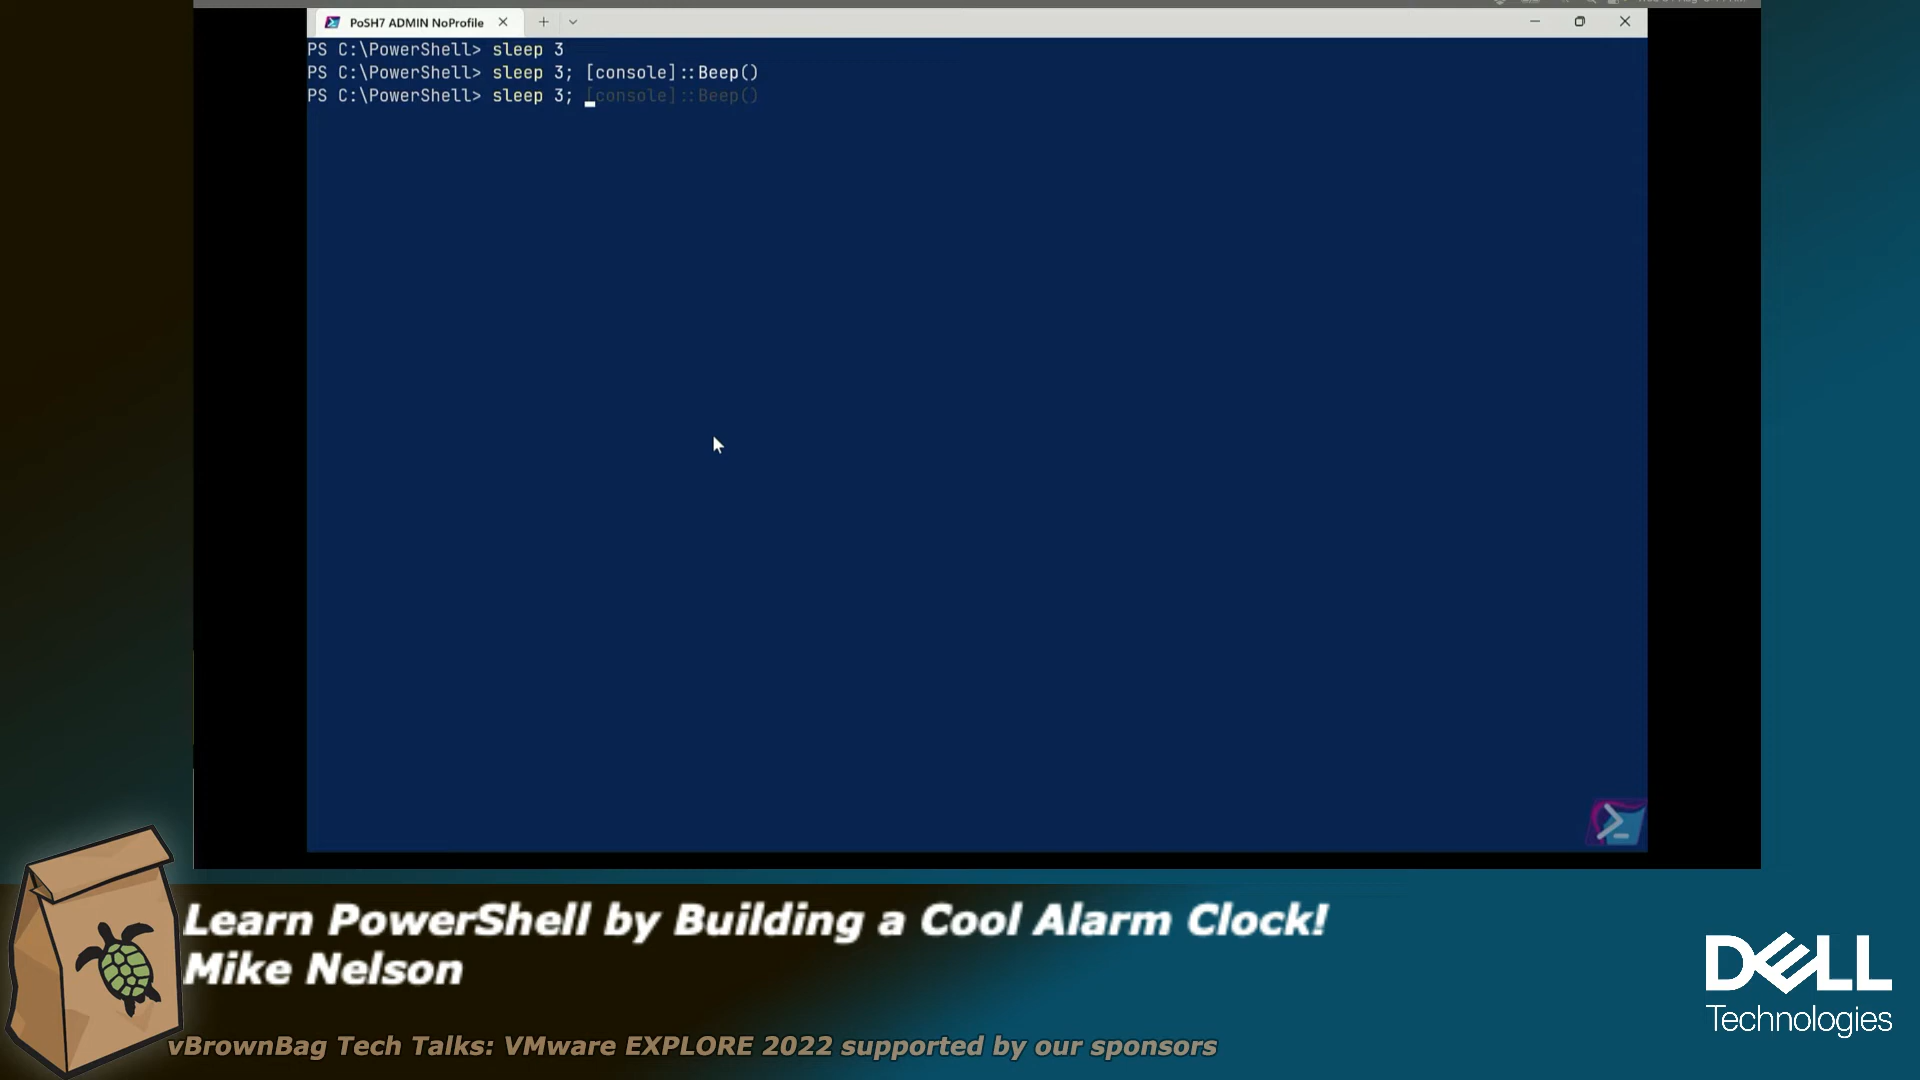 PoSH7 ADMIN NoProfile
PS C:\PowerShell> sleep 3
PS C:\PowerShell> sleep 3; [console]::Beep()
PS C:\PowerShell> sleep 3; [console]::Beep()
Learn PowerShell by Building a Cool Alarm Clock!
Mike Nelson
vBrownBag Tech Talks: VMware EXPLORE 2022 supported by our sponsors
DELL
Technologies